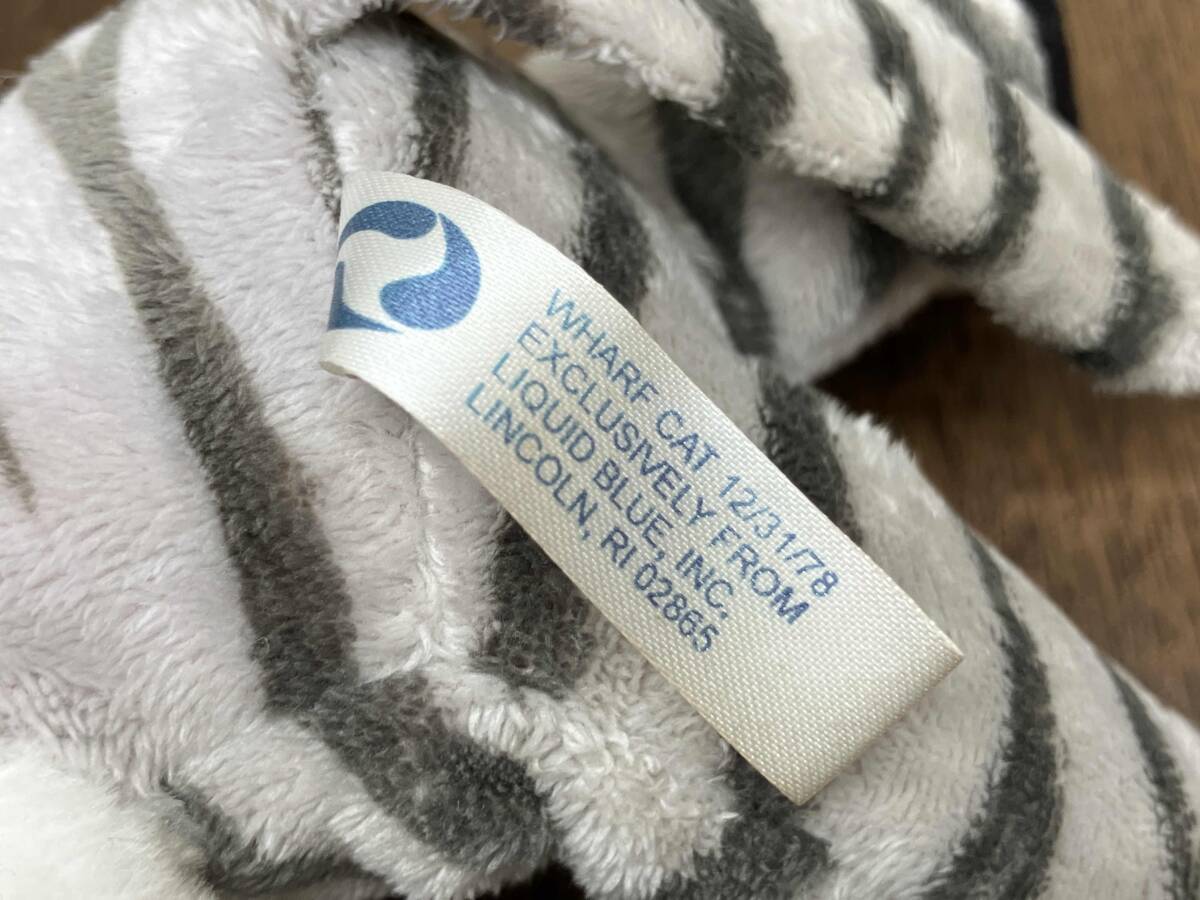 WHARF CAT 12/31/78
EXCLUSIVELY FROM
LIQUID BLUE, INC.
LINCOLN, RI 02865